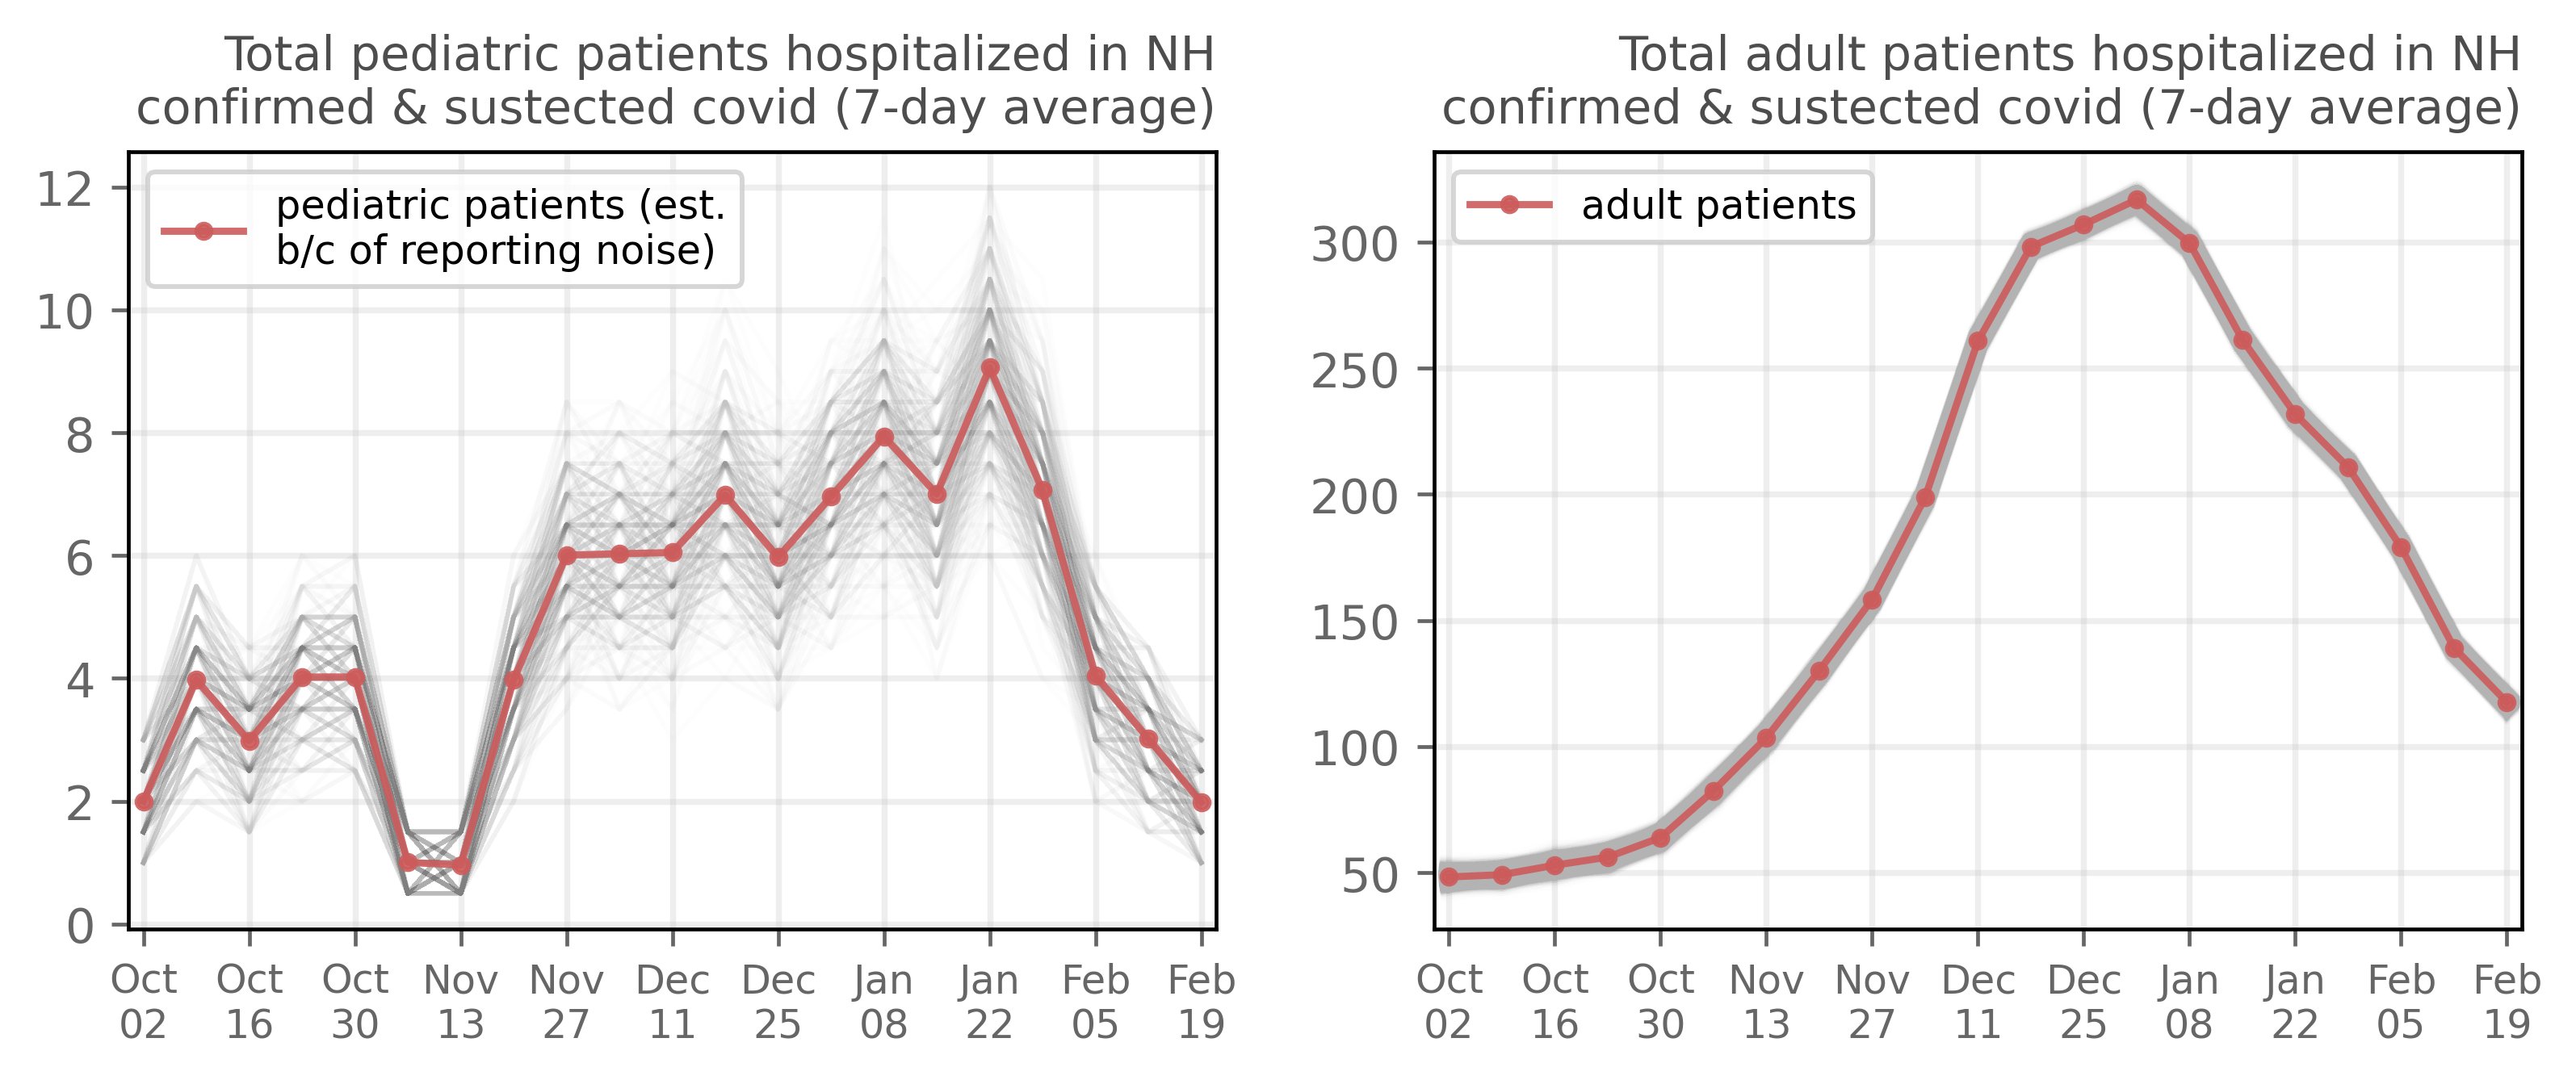 Total pediatric patients hospitalized in NH
confirmed & sustected covid (7-day average)
pediatric patients (est.
b/c of reporting noise)
12
10
8
6
4
2
0
Oct Oct Oct Nov Nov Dec Dec Jan Jan Feb Feb
02 16 30 13 27 11 25 08 22 05 19
Total adult patients hospitalized in NH
confirmed & sustected covid (7-day average)
adult patients
300
250
200
150
100
50
Oct Oct Oct Nov Nov Dec Dec Jan Jan Feb Feb
02 16 30 13 27 11 25 08 22 05 19